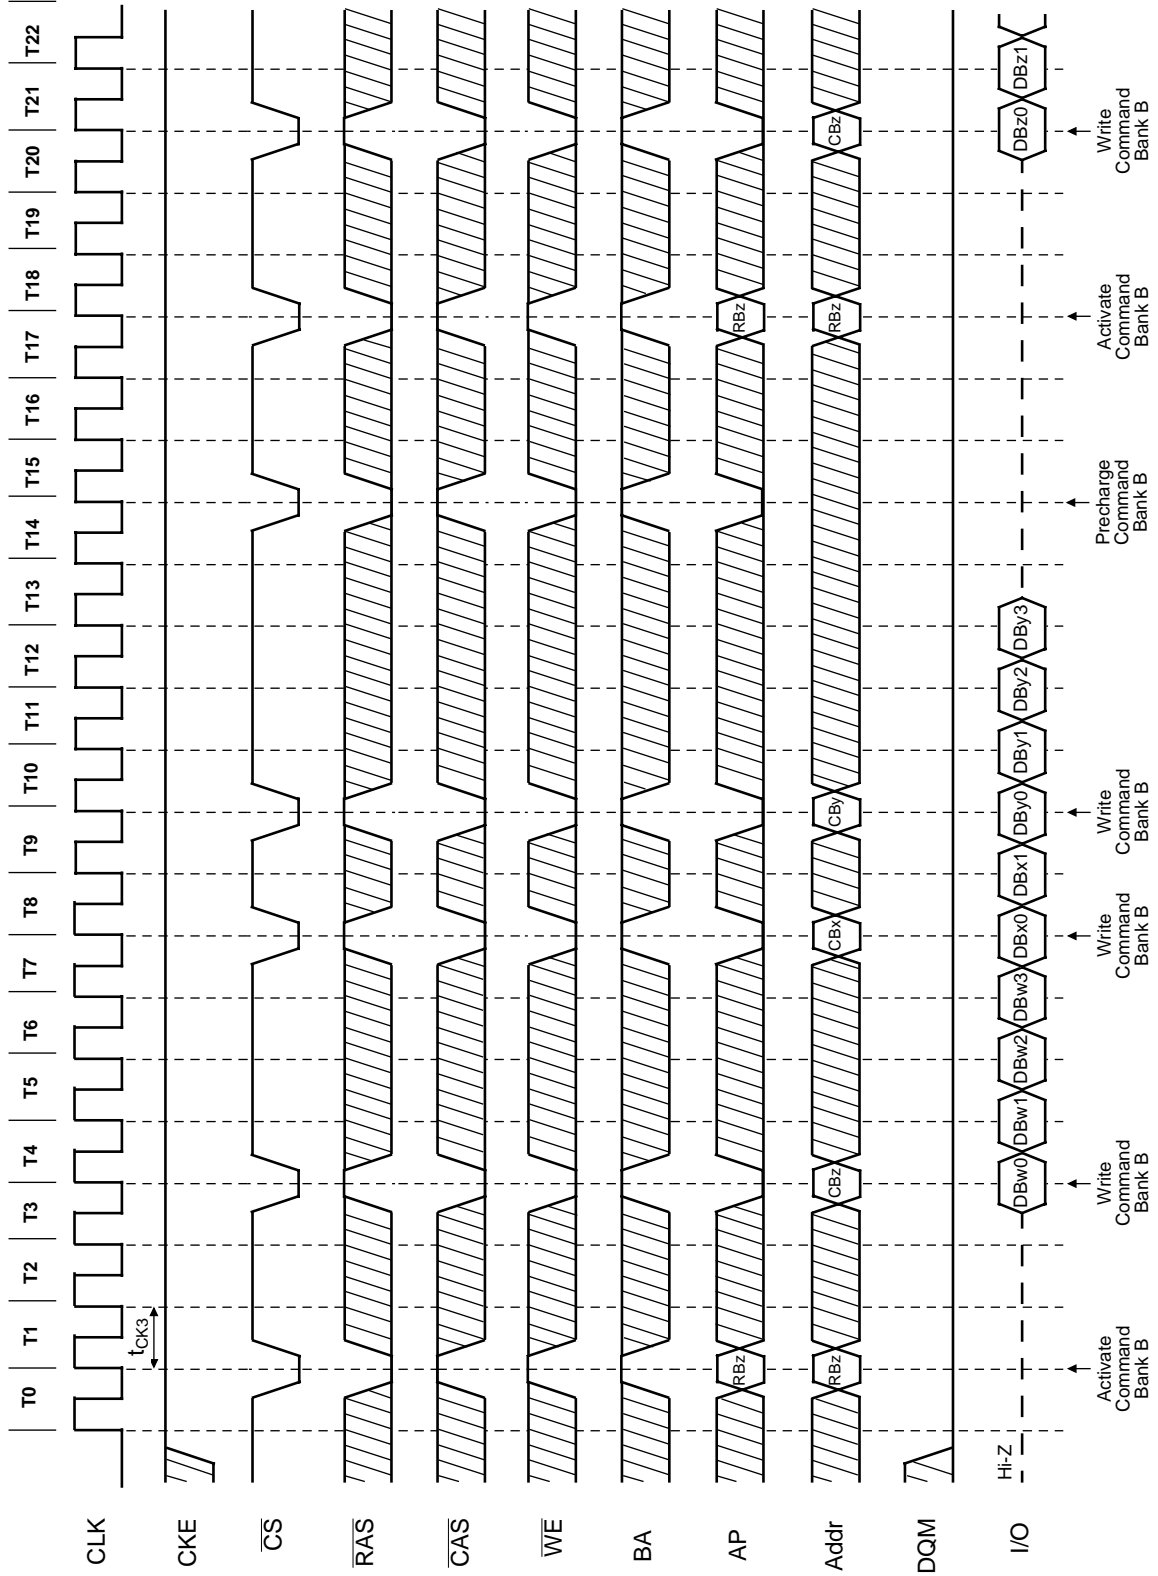 T0 T1 T2 T3 T4 T5 T6 T7 T8 T9 T10 T11 T12 T13 T14 T15 T16 T17 T18 T19 T20 T21 T22
CLK
tCK3
CKE
CS
RAS
CAS
WE
BA
AP RBz RBz
Addr RBz CBz CBx CBy RBz CBz
DQM
I/O Hi-Z DBw0 DBw1 DBw2 DBw3 DBx0 DBx1 DBy0 DBy1 DBy2 DBy3 DBz0 DBz1
Activate
Command
Bank B
Write
Command
Bank B
Write
Command
Bank B
Write
Command
Bank B
Precharge
Command
Bank B
Activate
Command
Bank B
Write
Command
Bank B